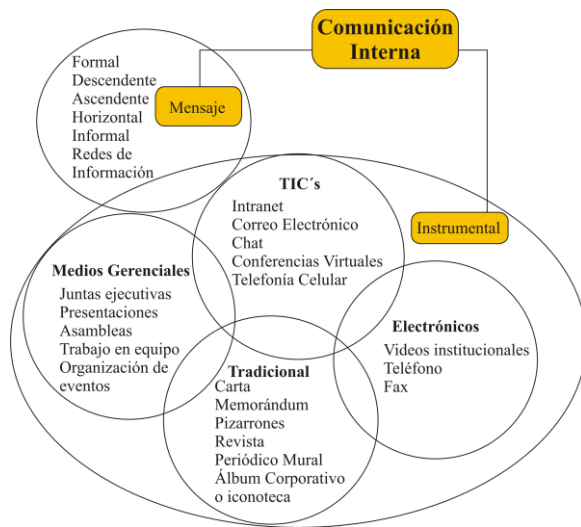 Comunicación
Interna
Formal
Descendente
Ascendente
Horizontal
Informal
Redes de
Información
Mensaje
TIC´s
Intranet
Correo Electrónico
Chat
Conferencias Virtuales
Telefonía Celular
Instrumental
Medios Gerenciales
Juntas ejecutivas
Presentaciones
Asambleas
Trabajo en equipo
Organización de
eventos
Electrónicos
Videos institucionales
Teléfono
Fax
Tradicional
Carta
Memorándum
Pizarrones
Revista
Periódico Mural
Álbum Corporativo
o iconoteca